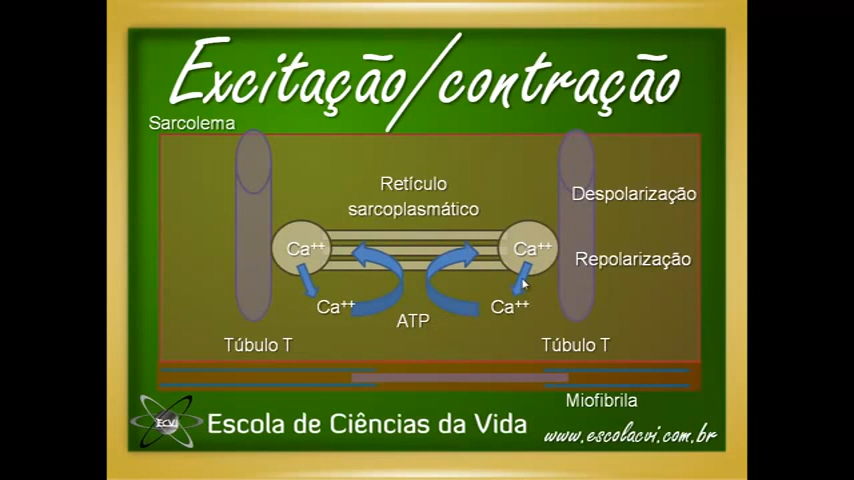 Excitação/contração
Sarcolema
Retículo
sarcoplasmático
Despolarização
Ca++
Ca++
Repolarização
Ca++
Ca++
ATP
Túbulo T
Túbulo T
Miofibrila
ECVI
Escola de Ciências da Vida
www.escolacvi.com.br